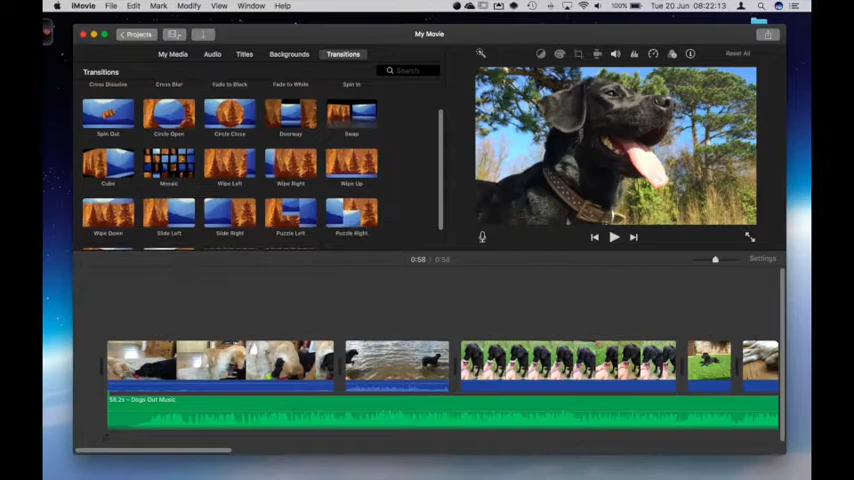 iMovie File Edit Mark Modify View Window Help 100% Tue 20 Jun 08:22:13
Projects My Movie
My Media Audio Titles Backgrounds Transitions Reset All
Transitions Search
Cross Dissolve Cross Blur Fade to Black Fade to White Spin In
Spin Out Circle Open Circle Close Doorway Swap
Cube Mosaic Wipe Left Wipe Right Wipe Up
Wipe Down Slide Left Slide Right Puzzle Left Puzzle Right
0:58 / 0:58 Settings
58.2s – Dogs Out Music